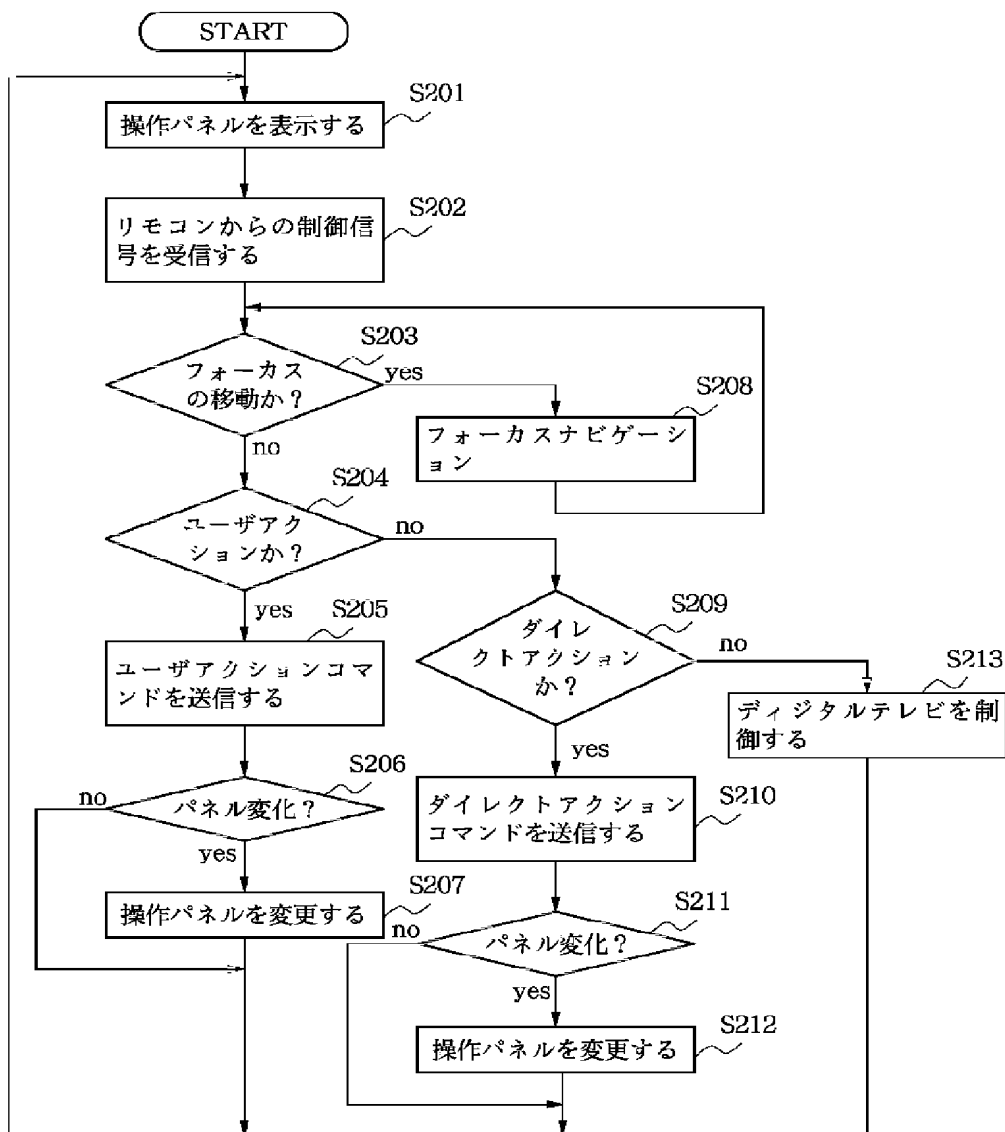 START
S201
操作パネルを表示する
S202
リモコンからの制御信
号を受信する
S203
フォーカス
の移動か？
yes
no
S208
フォーカスナビゲーシ
ョン
S204
ユーザアク
ションか？
no
yes
S205
ユーザアクションコマ
ンドを送信する
S206
パネル変化？
no
yes
S207
操作パネルを変更する
S209
ダイレ
クトアクション
か？
no
yes
S213
ディジタルテレビを制
御する
S210
ダイレクトアクション
コマンドを送信する
S211
パネル変化？
no
yes
S212
操作パネルを変更する